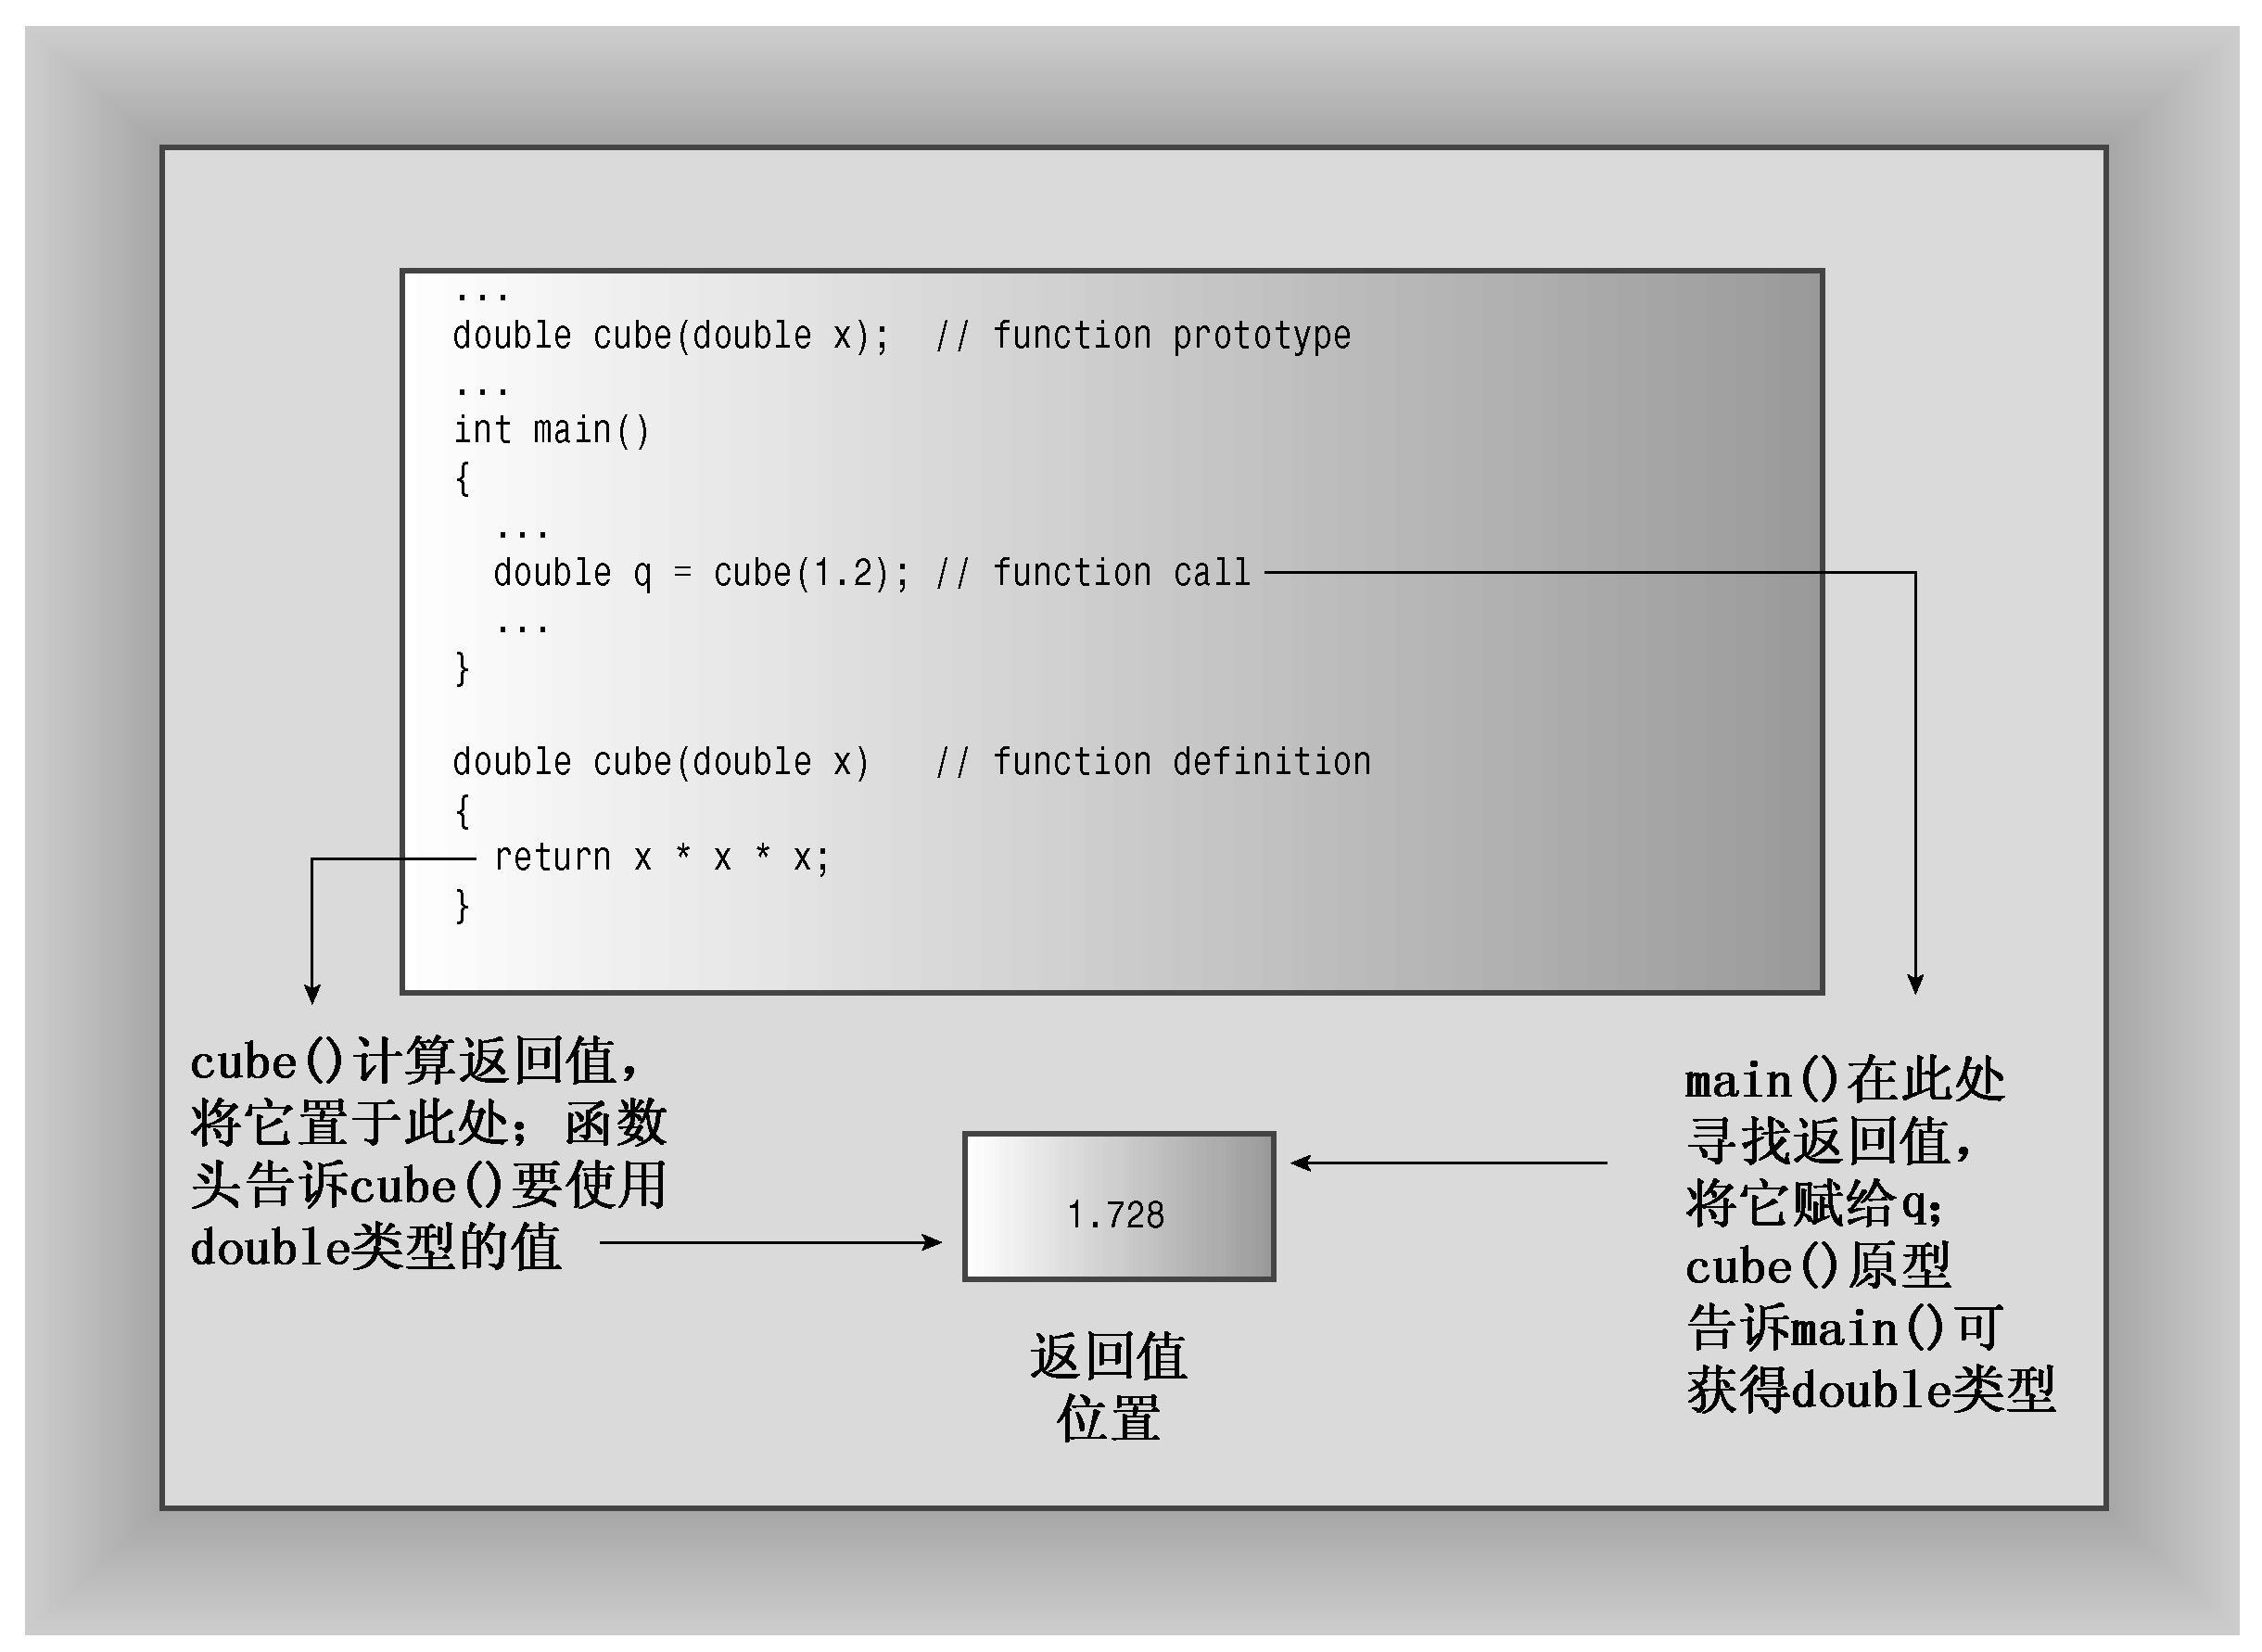 ...
double cube(double x);  // function prototype
...
int main()
{
  ...
  double q = cube(1.2); // function call
  ...
}
double cube(double x)   // function definition
{
  return x * x * x;
}
cube()计算返回值，
将它置于此处；函数
头告诉cube()要使用
double类型的值
1.728
返回值
位置
main()在此处
寻找返回值，
将它赋给q；
cube()原型
告诉main()可
获得double类型